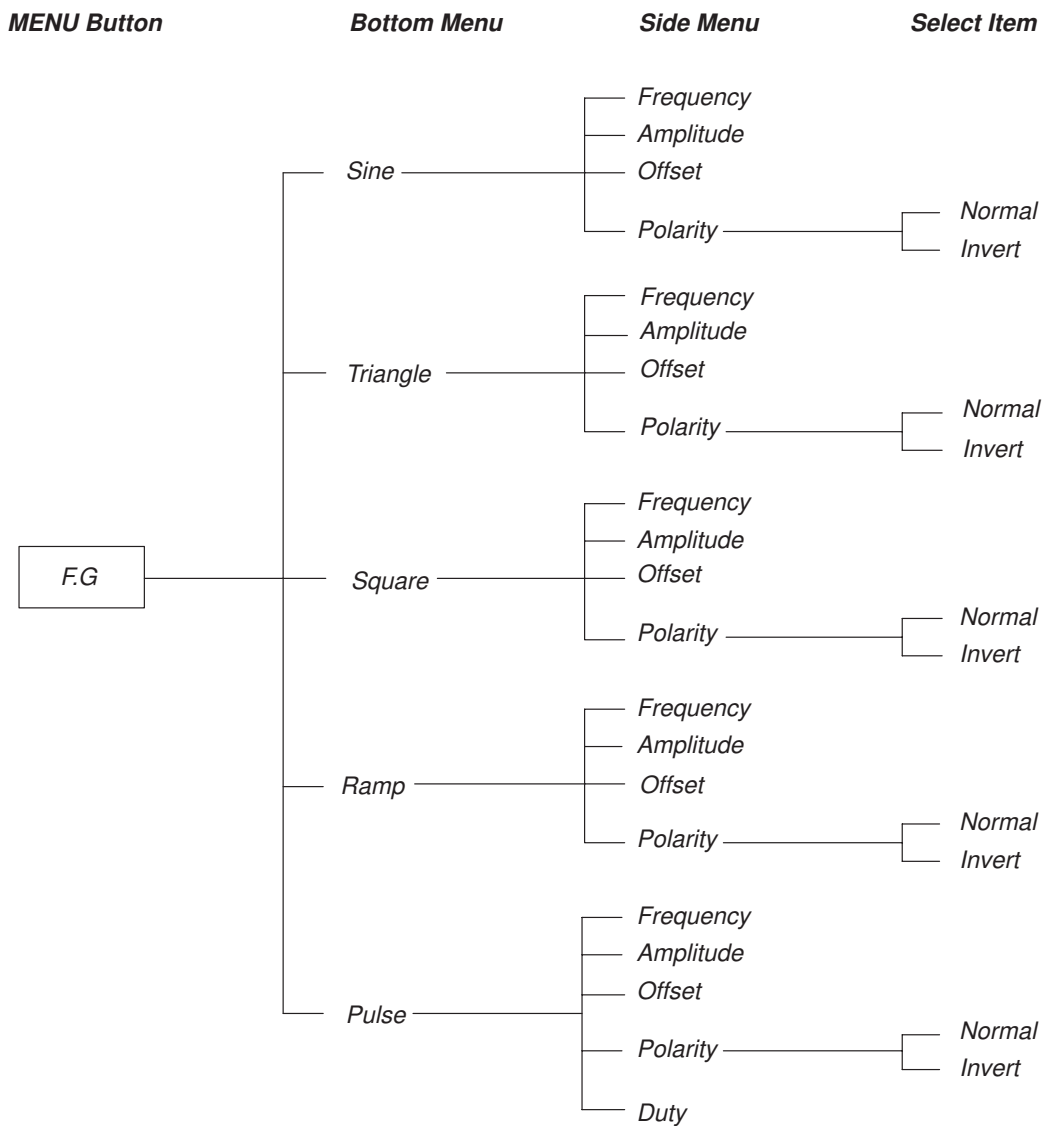 MENU Button Bottom Menu Side Menu Select Item
Frequency
Amplitude
Sine Offset
Polarity Normal
Invert
Frequency
Amplitude
Triangle Offset
Polarity Normal
Invert
Frequency
Amplitude
F.G Square Offset
Polarity Normal
Invert
Frequency
Amplitude
Ramp Offset
Polarity Normal
Invert
Frequency
Amplitude
Offset
Pulse
Polarity Normal
Invert
Duty